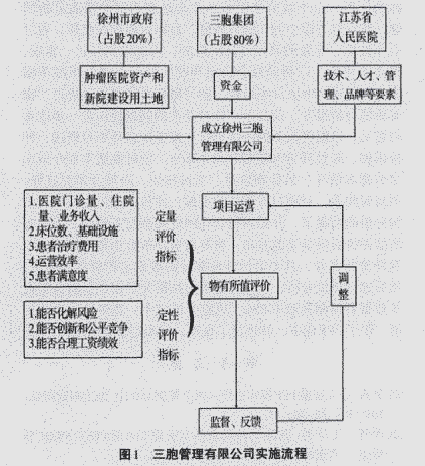 徐州市政府
（占股20%）
三胞集团
（占股80%）
江苏省
人民医院
肿瘤医院资产和
新院建设用土地
资金
技术、人才、管
理、品牌等要素
成立徐州三胞
管理有限公司
项目运营
1.医院门诊量、住院
量、业务收入
2.床位数、基础设施
3.患者治疗费用
4.运营效率
5.患者满意度
定量
评价
指标
物有所值评价
调
整
1.能否化解风险
2.能否创新和公平竞争
3.能否合理工资绩效
定性
评价
指标
监督、反馈
图1 三胞管理有限公司实施流程